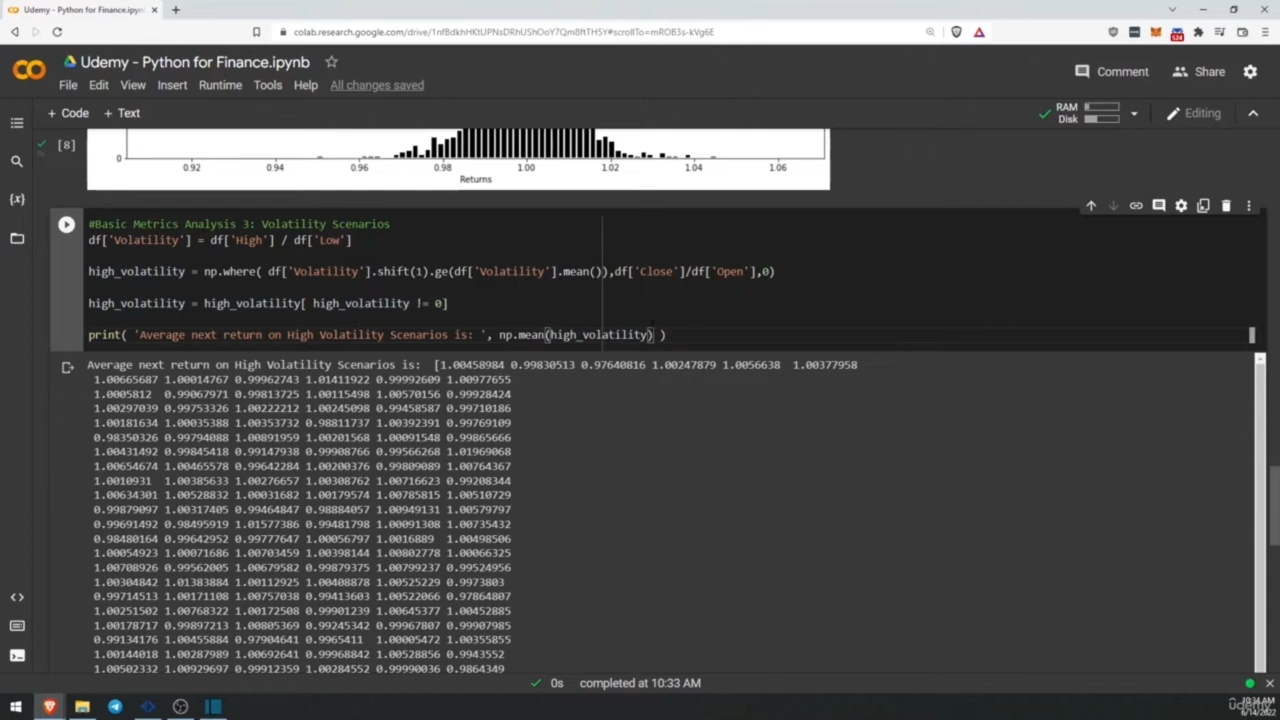 Udemy - Python for Finance.ipynb
colab.research.google.com/drive/1nfBdkhHKtUPNsDRhUShOoY7Qm8ftTH5Y#scrollTo=mROB3s-kVg6E
524
Udemy - Python for Finance.ipynb
File Edit View Insert Runtime Tools Help All changes saved
Comment Share
+ Code + Text
RAM
Disk
Editing
[8]
0
0.92 0.94 0.96 0.98 1.00 1.02 1.04 1.06
Returns
#Basic Metrics Analysis 3: Volatility Scenarios
df['Volatility'] = df['High'] / df['Low']
high_volatility = np.where( df['Volatility'].shift(1).ge(df['Volatility'].mean()),df['Close']/df['Open'],0)
high_volatility = high_volatility[ high_volatility != 0]
print( 'Average next return on High Volatility Scenarios is: ', np.mean(high_volatility) )
Average next return on High Volatility Scenarios is:  [1.00458984 0.99830513 0.97640816 1.00247879 1.0056638  1.00377958
1.00665687 1.00014767 0.99962743 1.01411922 0.99992609 1.00977655
1.0005812  0.99067971 0.99813725 1.00115498 1.00570156 0.99928424
1.00297039 0.99753326 1.00222212 1.00245098 0.99458587 0.99710186
1.00181634 1.00035388 1.00353732 0.98811737 1.00392391 0.99769109
0.98350326 0.99794088 1.00891959 1.00201568 1.00091548 0.99865666
1.00431492 0.99845418 0.99147938 0.99908766 0.99566268 1.01969068
1.00654674 1.00465578 0.99642284 1.00200376 0.99809089 1.00764367
1.0010931  1.00385633 1.00276657 1.00308762 1.00716623 0.99208344
1.00634301 1.00528832 1.00031682 1.00179574 1.00785815 1.00510729
0.99879097 1.00317405 0.99464847 0.98884057 1.00949131 1.00579797
0.99691492 0.98495919 1.01577386 0.99481798 1.00091308 1.00735432
0.98480164 0.99642952 0.99777647 1.00056797 1.0016889  1.00498506
1.00054923 1.00071686 1.00703459 1.00398144 1.00802778 1.00066325
1.00708926 0.99562005 1.00679582 0.99879375 1.00799237 0.99524956
1.00304842 1.01383884 1.00112925 1.00408878 1.00525229 0.9973803
0.99714513 1.00171108 1.00757038 0.99413603 1.00522066 0.97864807
1.00251502 1.00768322 1.00172508 0.99901239 1.00645377 1.00452885
1.00178717 0.99897213 1.00805369 0.99245342 0.99967807 0.99907985
0.99134176 1.00455884 0.97904641 0.9965411  1.00005472 1.00355855
1.00144018 1.00287989 1.00692641 0.99968842 1.00528856 0.9943552
1.00502332 1.00929697 0.99912359 1.00284552 0.99990036 0.9864349
0s completed at 10:33 AM
10:34 AM
6/14/2022
Udemy